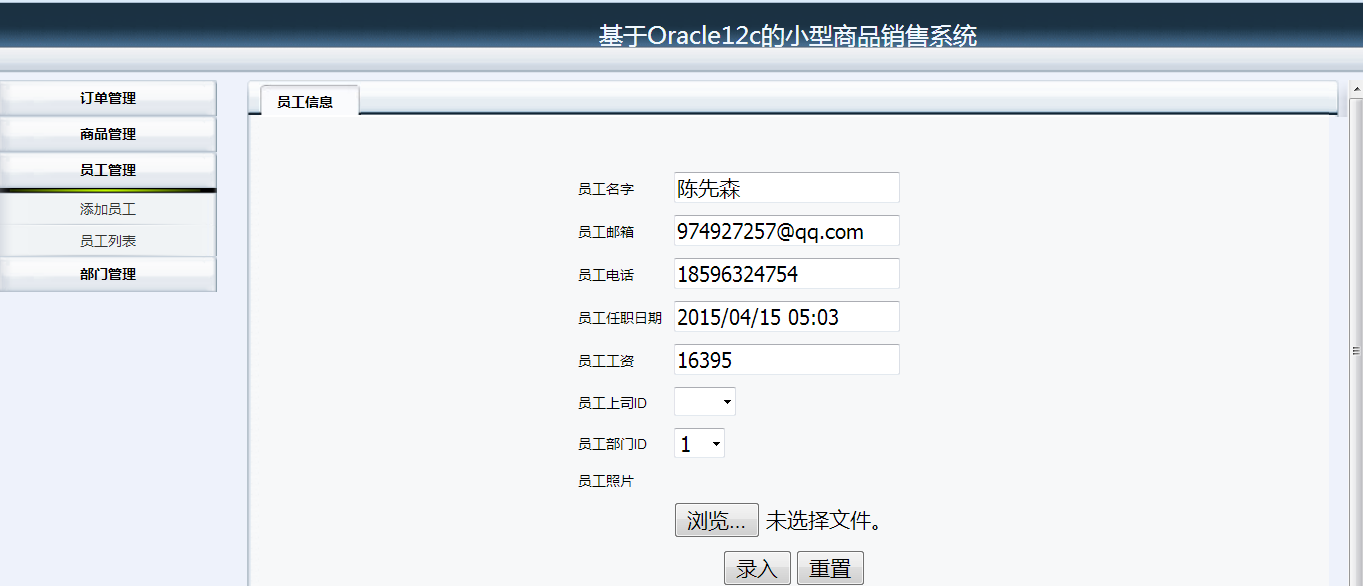 基于Oracle12c的小型商品销售系统
订单管理
商品管理
员工管理
添加员工
员工列表
部门管理
员工信息
员工名字 陈先森
员工邮箱 974927257@qq.com
员工电话 18596324754
员工任职日期 2015/04/15 05:03
员工工资 16395
员工上司ID
员工部门ID 1
员工照片
浏览... 未选择文件。
录入 重置